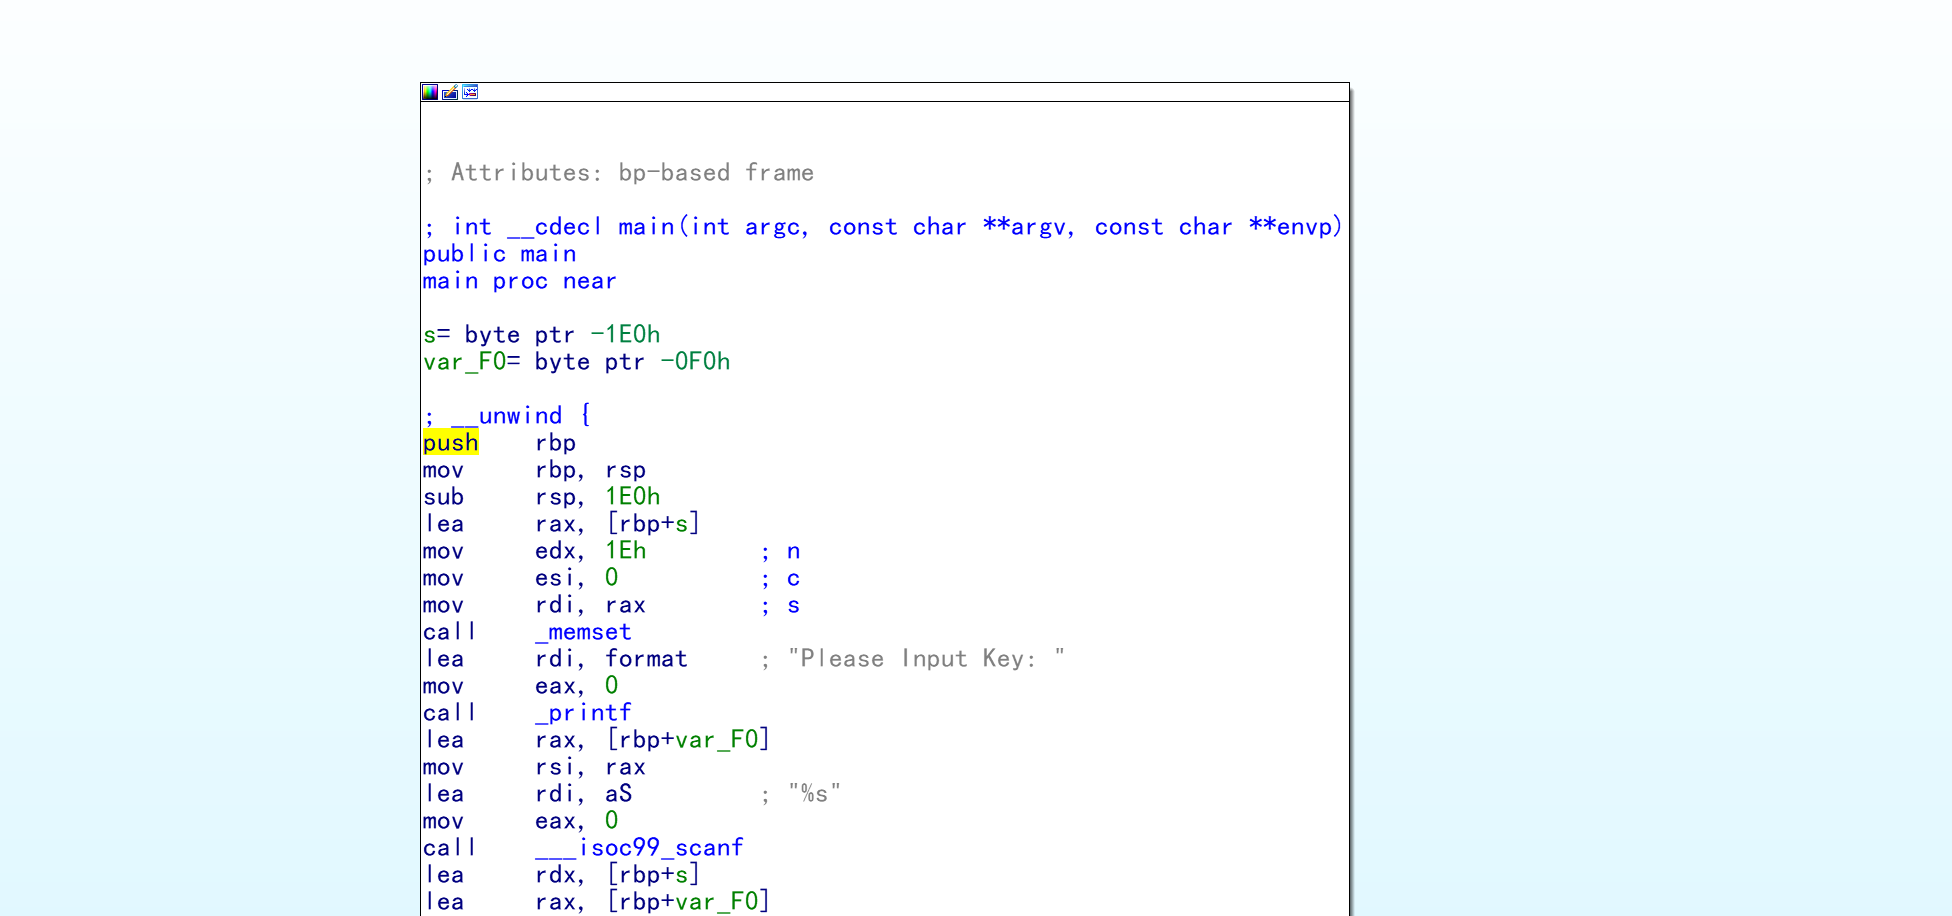 ; Attributes: bp-based frame
; int __cdecl main(int argc, const char **argv, const char **envp)
public main
main proc near
s= byte ptr -1E0h
var_F0= byte ptr -0F0h
; __unwind {
push rbp
mov rbp, rsp
sub rsp, 1E0h
lea rax, [rbp+s]
mov edx, 1Eh ; n
mov esi, 0 ; c
mov rdi, rax ; s
call _memset
lea rdi, format ; "Please Input Key: "
mov eax, 0
call _printf
lea rax, [rbp+var_F0]
mov rsi, rax
lea rdi, aS ; "%s"
mov eax, 0
call ___isoc99_scanf
lea rdx, [rbp+s]
lea rax, [rbp+var_F0]